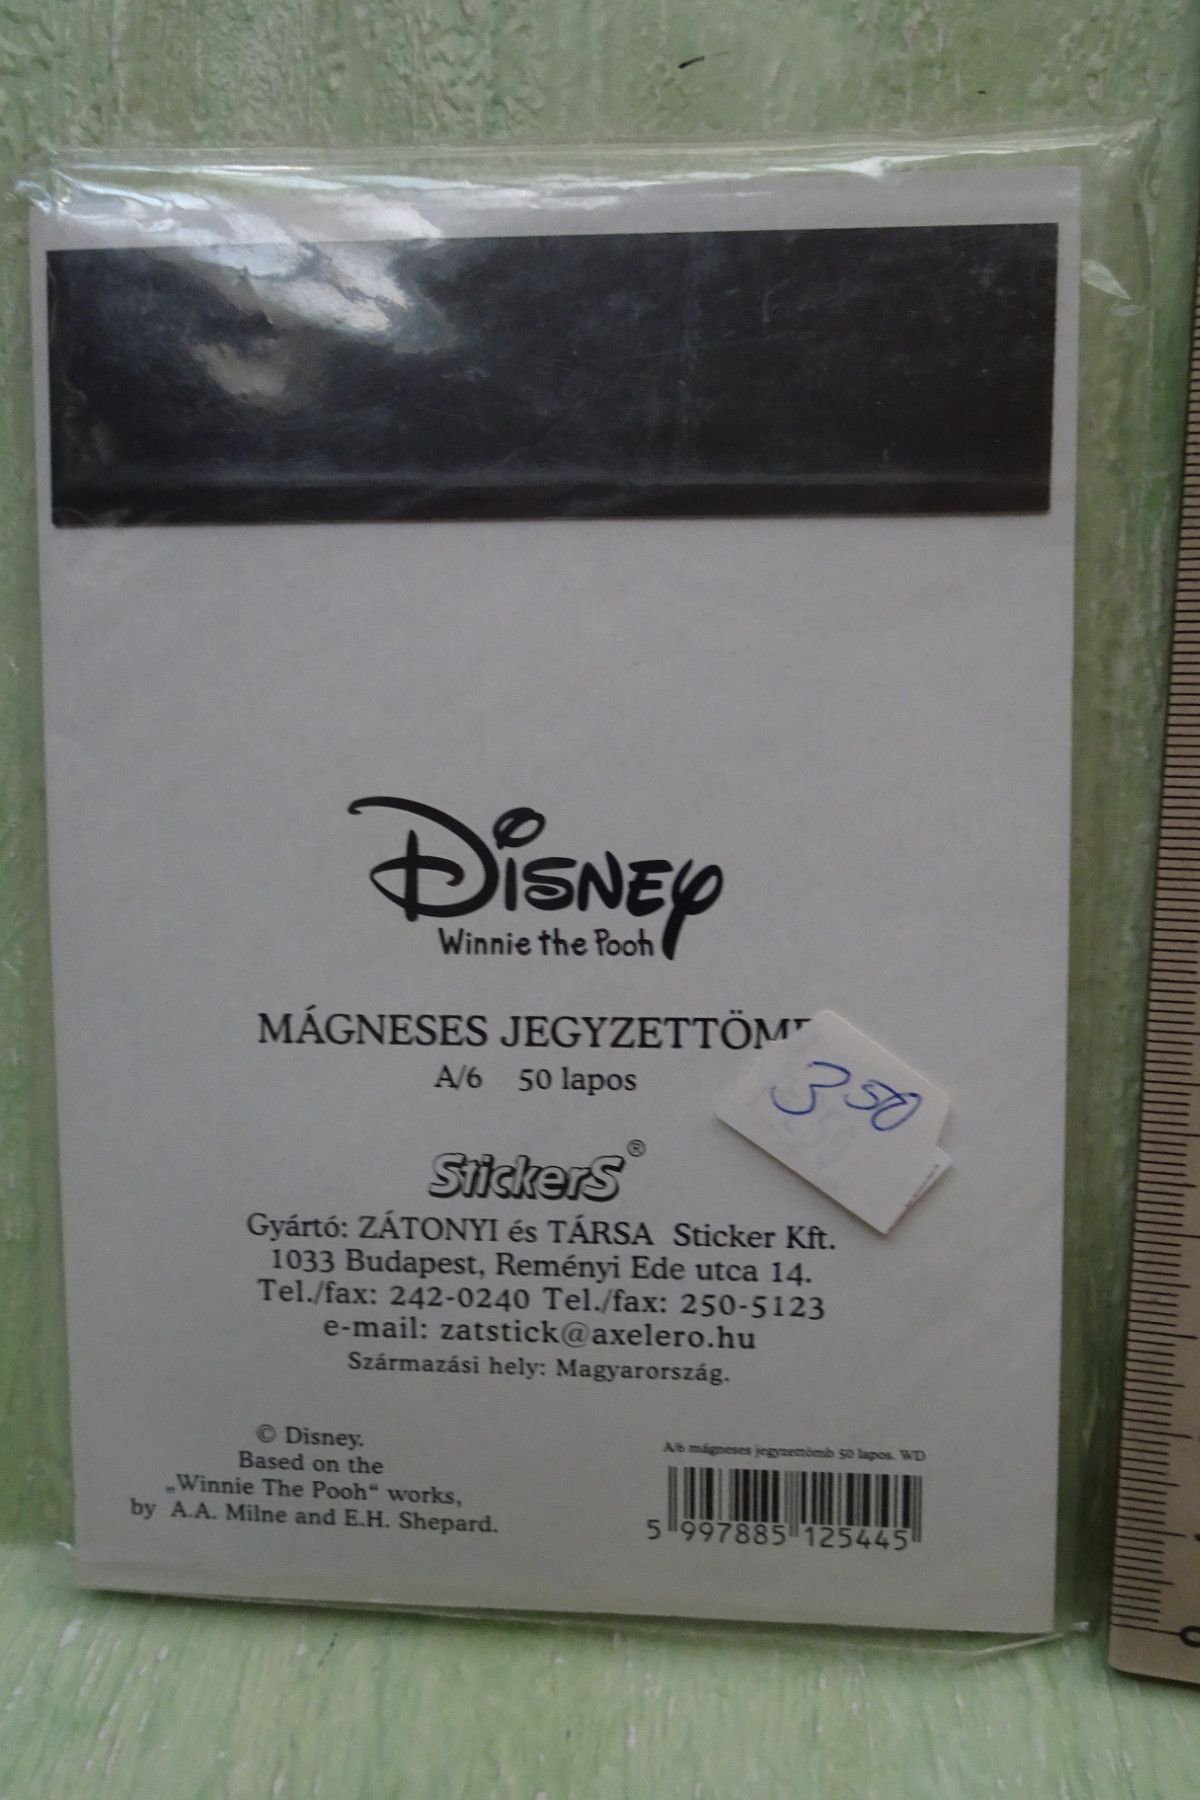 Disney
Winnie the Pooh
MÁGNESES
A/6 50 lapos
350
StickerS®
Gyártó: ZÁTONYI és TÁRSA Sticker Kft.
1033 Budapest, Reményi Ede utca 14.
Tel./fax: 242-0240 Tel./fax: 250-5123
e-mail: zatstick@axelero.hu
Származási hely: Magyarország.
© Disney.
Based on the
„Winnie The Pooh“ works,
by A.A. Milne and E.H. Shepard.
A/6 mágneses jegyzettömb 50 lapos. WD
5 997885 125445
0